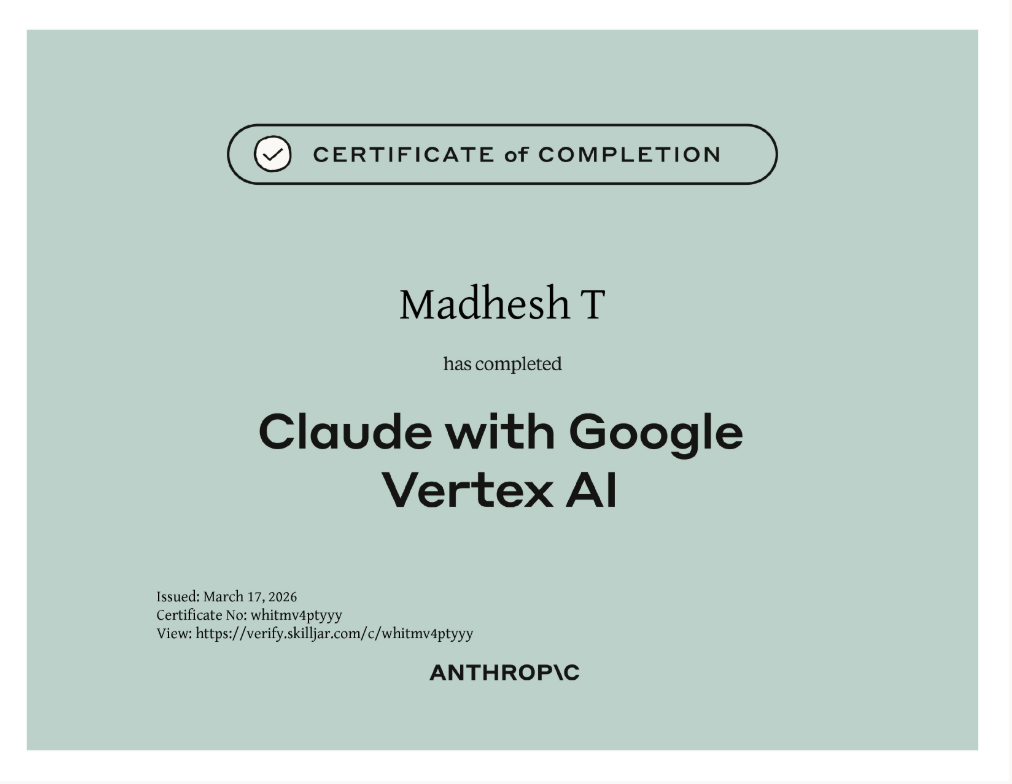 CERTIFICATE of COMPLETION
Madhesh T
has completed
Claude with Google
Vertex AI
Issued: March 17, 2026
Certificate No: whitmv4ptyyy
View: https://verify.skilljar.com/c/whitmv4ptyyy
ANTHROP\C